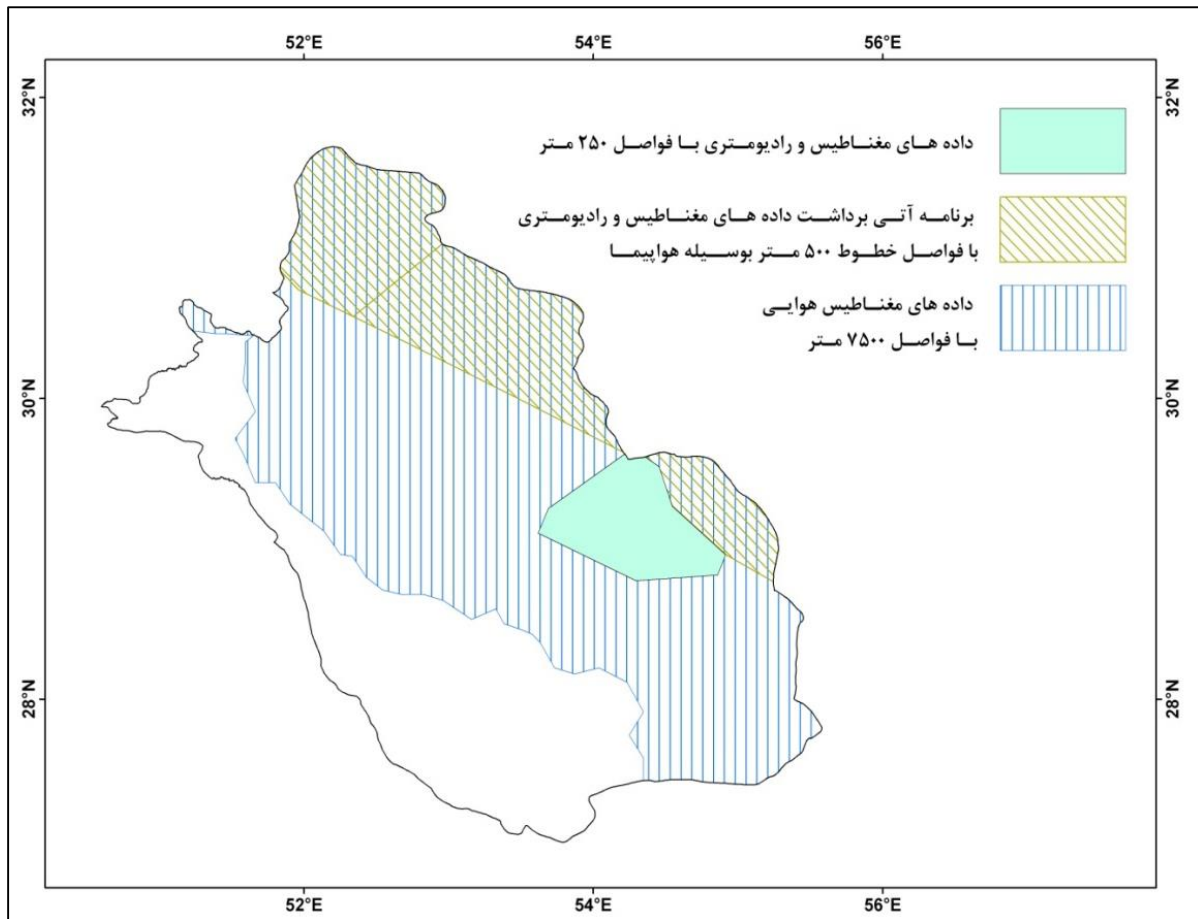 52°E 54°E 56°E
32°N 32°N
داده های مغناطیس و رادیومتری با فواصل ۲۵۰ متر
برنامه آتی برداشت داده های مغناطیس و رادیومتری
با فواصل خطوط ۵۰۰ متر بوسیله هواپیما
داده های مغناطیس هوایی
با فواصل ۷۵۰۰ متر
30°N 30°N
28°N 28°N
52°E 54°E 56°E